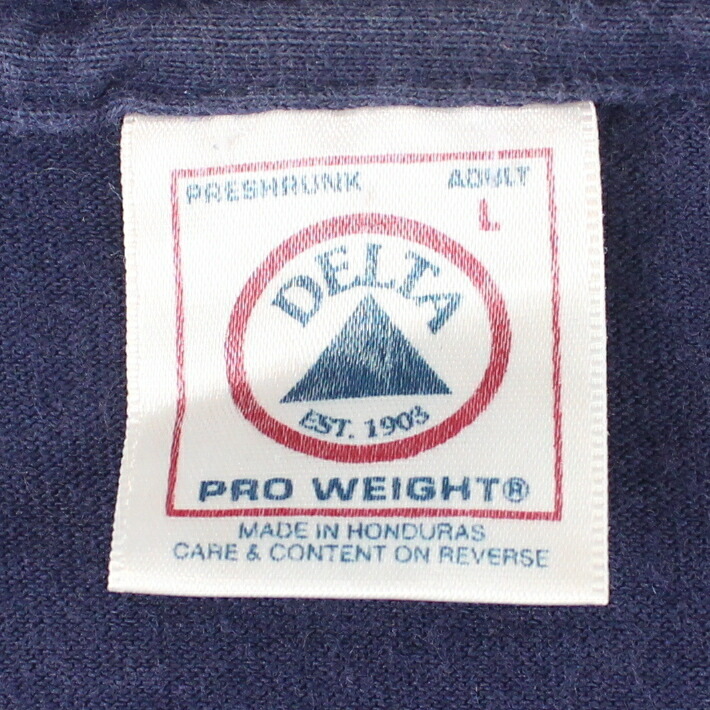 PRESHRUNK ADULT
L
DELTA
EST. 1903
PRO WEIGHT®
MADE IN HONDURAS
CARE & CONTENT ON REVERSE